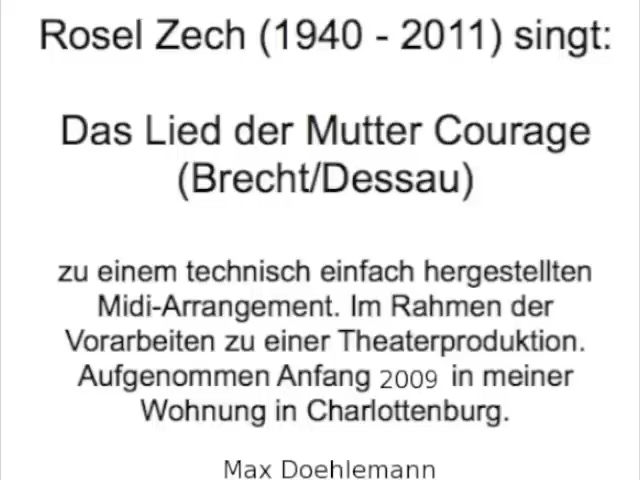 Rosel Zech (1940 - 2011) singt:
Das Lied der Mutter Courage
(Brecht/Dessau)
zu einem technisch einfach hergestellten
Midi-Arrangement. Im Rahmen der
Vorarbeiten zu einer Theaterproduktion.
Aufgenommen Anfang 2009 in meiner
Wohnung in Charlottenburg.
Max Doehlemann